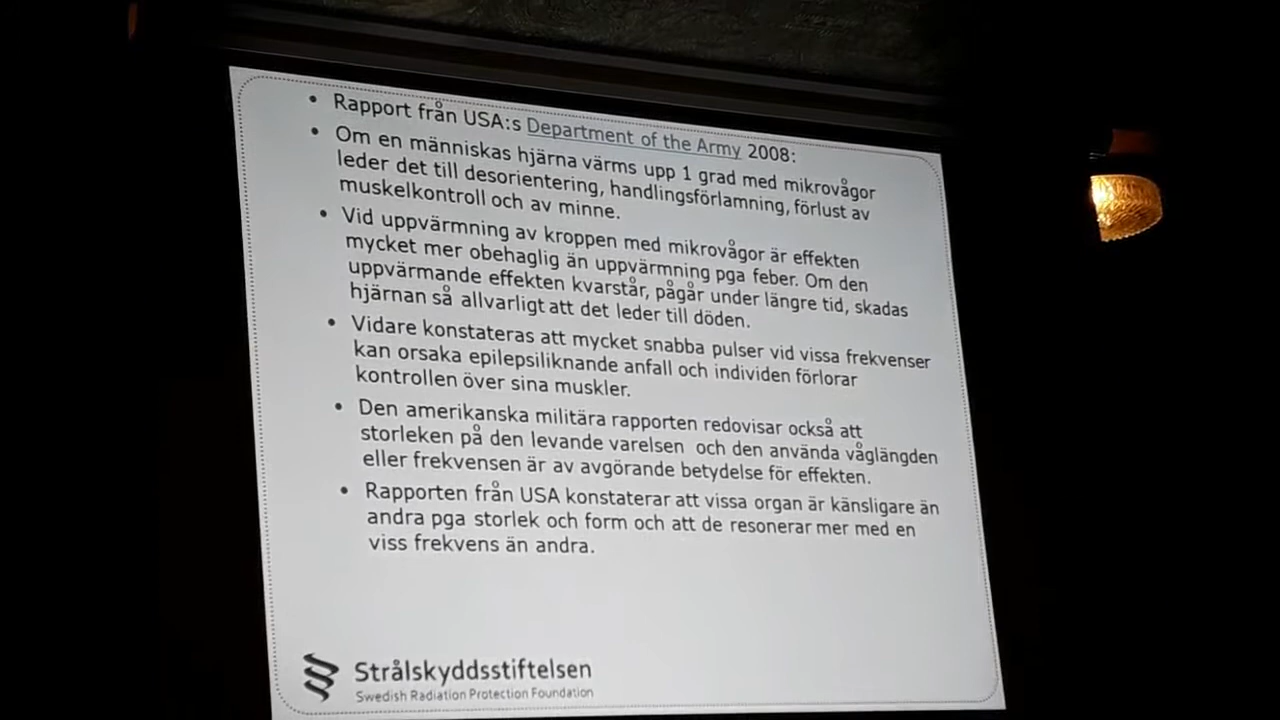 • Rapport från USA:s Department of the Army 2008:
• Om en människas hjärna värms upp 1 grad med mikrovågor
leder det till desorientering, handlingsförlamning, förlust av
muskelkontroll och av minne.
• Vid uppvärmning av kroppen med mikrovågor är effekten
mycket mer obehaglig än uppvärmning pga feber. Om den
uppvärmande effekten kvarstår, pågår under längre tid, skadas
hjärnan så allvarligt att det leder till döden.
• Vidare konstateras att mycket snabba pulser vid vissa frekvenser
kan orsaka epilepsiliknande anfall och individen förlorar
kontrollen över sina muskler.
• Den amerikanska militära rapporten redovisar också att
storleken på den levande varelsen och den använda våglängden
eller frekvensen är av avgörande betydelse för effekten.
• Rapporten från USA konstaterar att vissa organ är känsligare än
andra pga storlek och form och att de resonerar mer med en
viss frekvens än andra.
Strålskyddsstiftelsen
Swedish Radiation Protection Foundation